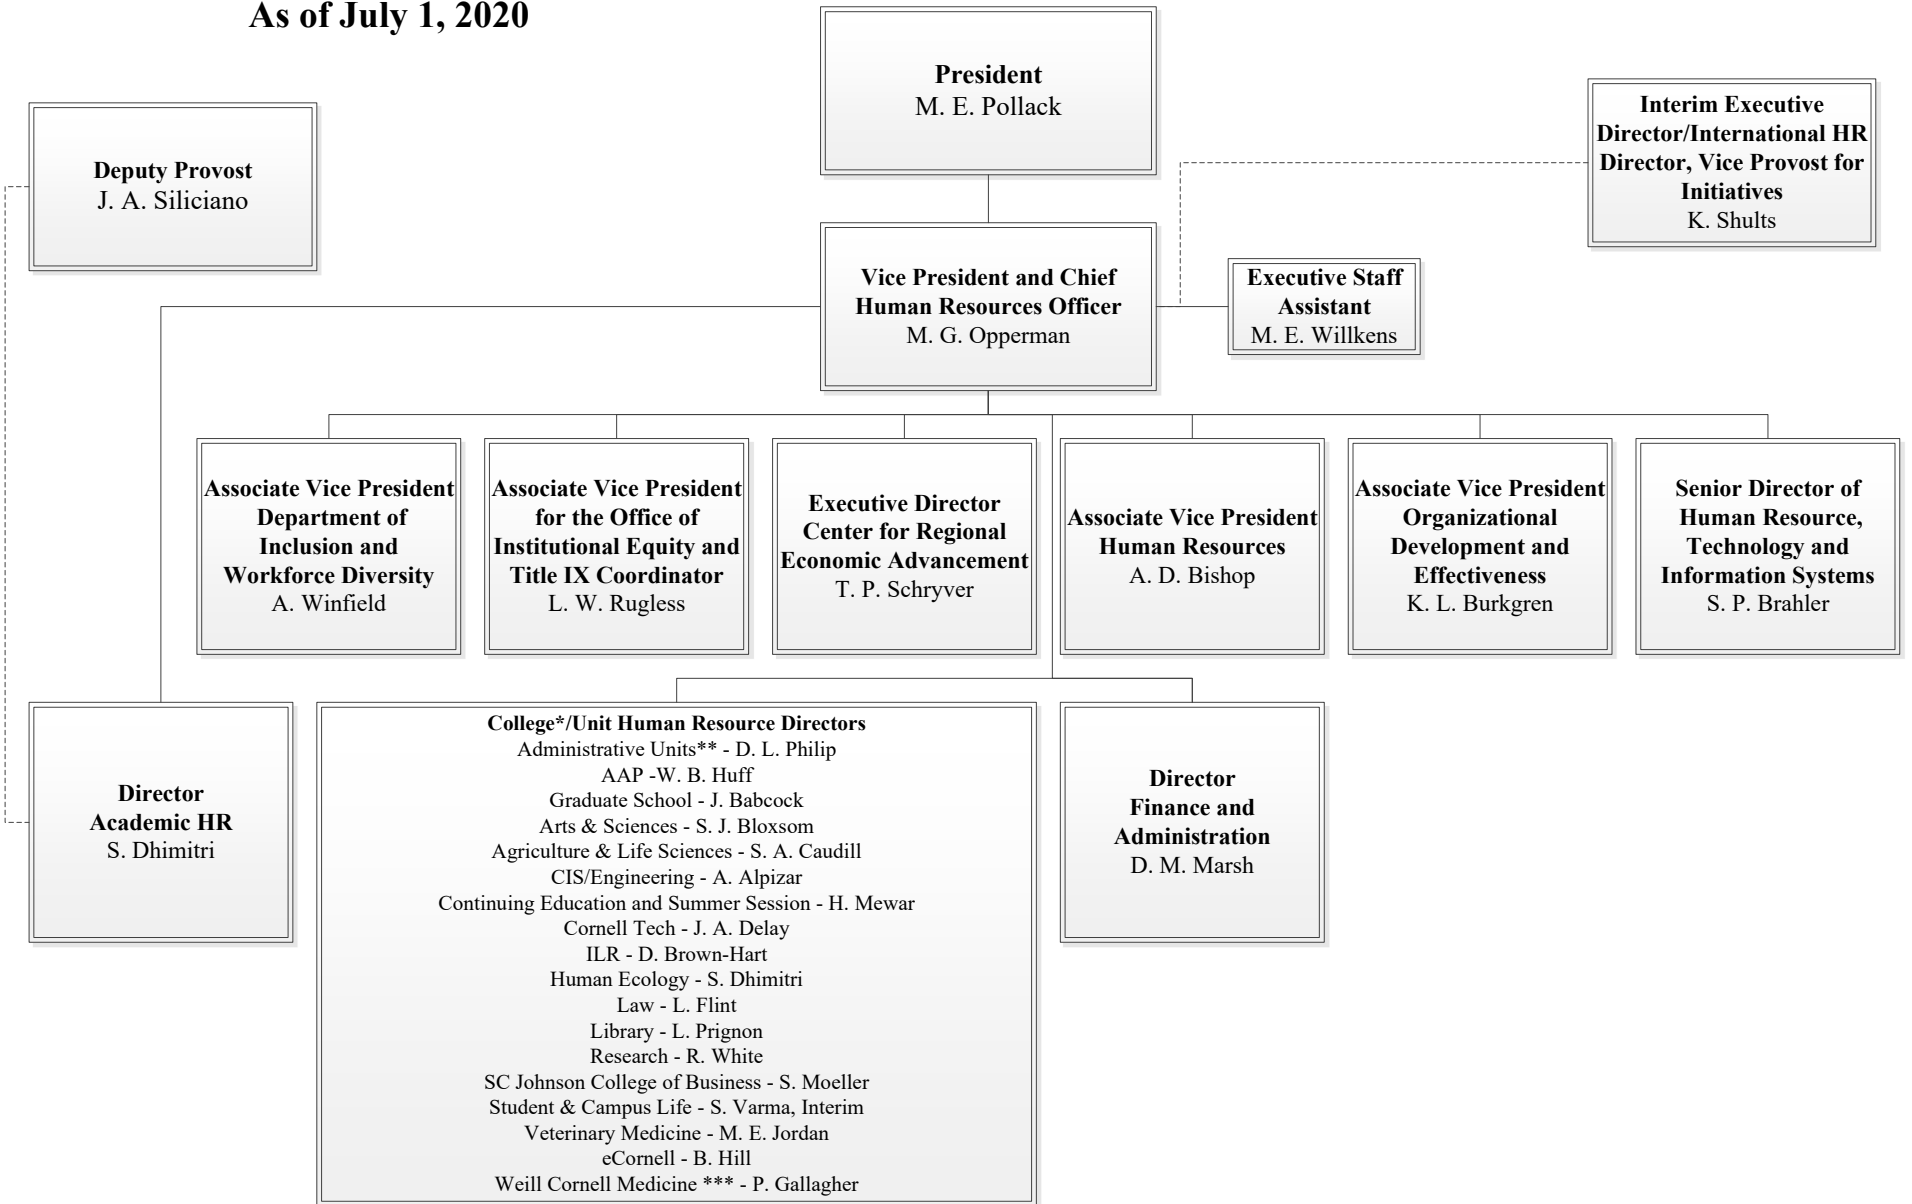 As of July 1, 2020
President
M. E. Pollack
Interim Executive
Director/International HR
Director, Vice Provost for
Initiatives
K. Shults
Deputy Provost
J. A. Siliciano
Vice President and Chief
Human Resources Officer
M. G. Opperman
Executive Staff
Assistant
M. E. Willkens
Associate Vice President
Department of
Inclusion and
Workforce Diversity
A. Winfield
Associate Vice President
for the Office of
Institutional Equity and
Title IX Coordinator
L. W. Rugless
Executive Director
Center for Regional
Economic Advancement
T. P. Schryver
Associate Vice President
Human Resources
A. D. Bishop
Associate Vice President
Organizational
Development and
Effectiveness
K. L. Burkgren
Senior Director of
Human Resource,
Technology and
Information Systems
S. P. Brahler
Director
Academic HR
S. Dhimitri
College*/Unit Human Resource Directors
Administrative Units** - D. L. Philip
AAP -W. B. Huff
Graduate School - J. Babcock
Arts & Sciences - S. J. Bloxsom
Agriculture & Life Sciences - S. A. Caudill
CIS/Engineering - A. Alpizar
Continuing Education and Summer Session - H. Mewar
Cornell Tech - J. A. Delay
ILR - D. Brown-Hart
Human Ecology - S. Dhimitri
Law - L. Flint
Library - L. Prignon
Research - R. White
SC Johnson College of Business - S. Moeller
Student & Campus Life - S. Varma, Interim
Veterinary Medicine - M. E. Jordan
eCornell - B. Hill
Weill Cornell Medicine *** - P. Gallagher
Director
Finance and
Administration
D. M. Marsh